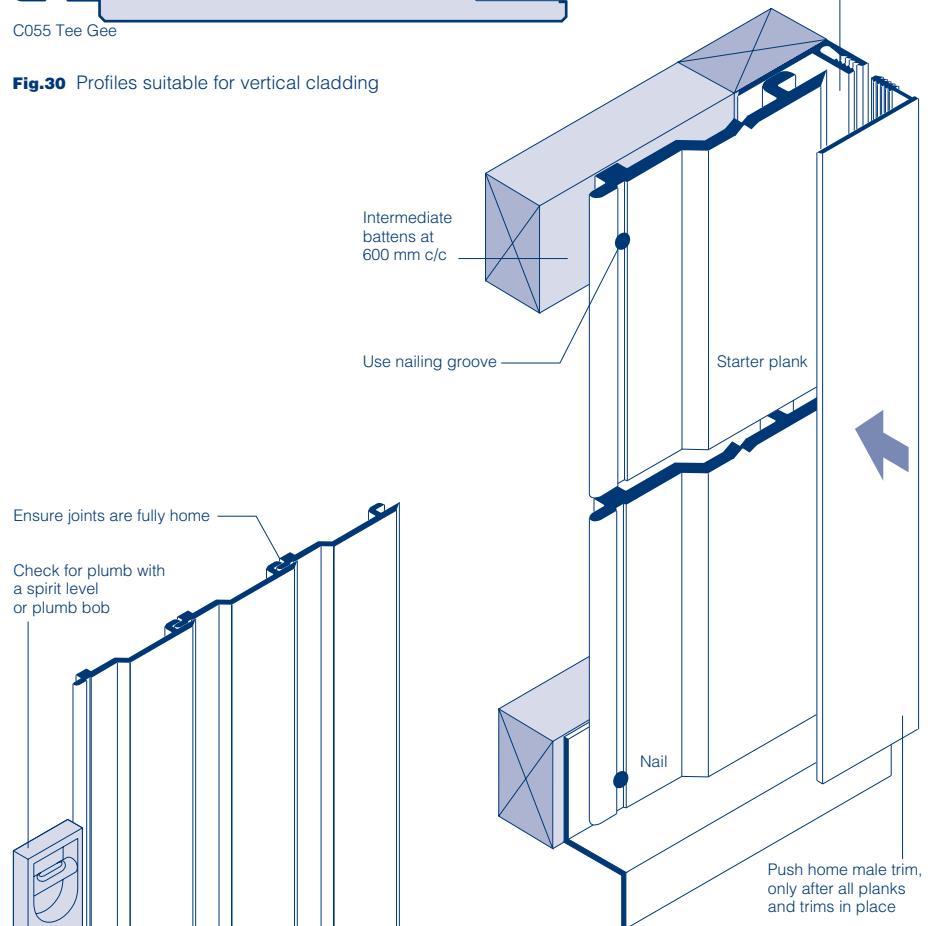 C055 Tee Gee
Fig.30 Profiles suitable for vertical cladding
Intermediate
battens at
600 mm c/c
Use nailing groove
Starter plank
Ensure joints are fully home
Check for plumb with
a spirit level
or plumb bob
Nail
Push home male trim,
only after all planks
and trims in place